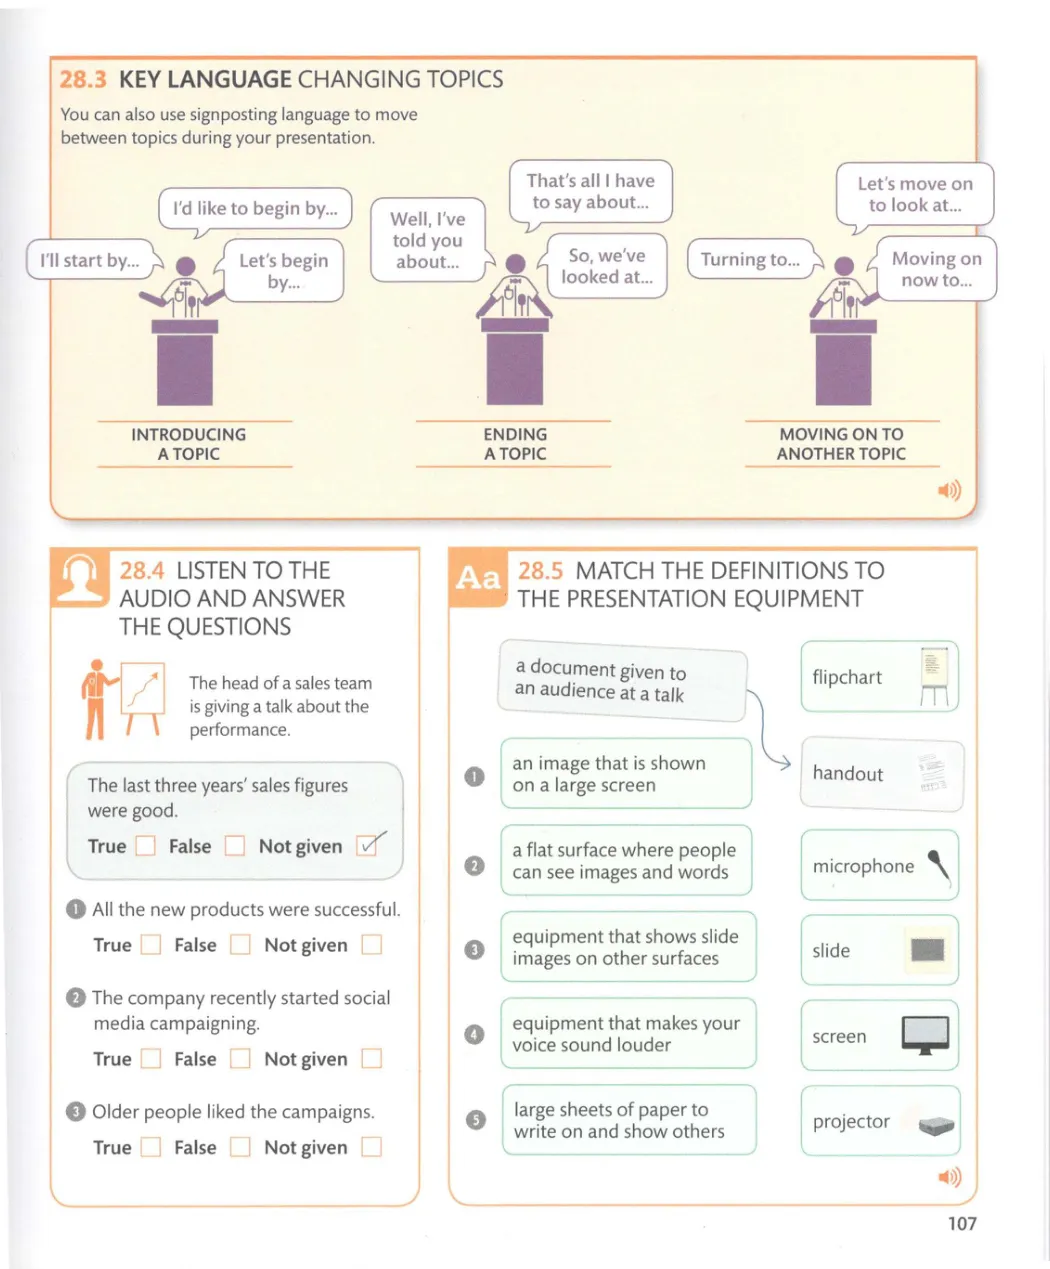 28.3 KEY LANGUAGE CHANGING TOPICS
You can also use signposting language to move
between topics during your presentation.
I'd like to begin by...
I'll start by...
Let's begin
by...
INTRODUCING
A TOPIC
That's all I have
to say about...
Well, I've
told you
about...
So, we've
looked at...
ENDING
A TOPIC
Let's move on
to look at...
Turning to...
Moving on
now to...
MOVING ON TO
ANOTHER TOPIC
28.4 LISTEN TO THE
AUDIO AND ANSWER
THE QUESTIONS
The head of a sales team
is giving a talk about the
performance.
The last three years' sales figures
were good.
True False Not given
1 All the new products were successful.
True False Not given
2 The company recently started social
media campaigning.
True False Not given
3 Older people liked the campaigns.
True False Not given
Aa 28.5 MATCH THE DEFINITIONS TO
THE PRESENTATION EQUIPMENT
a document given to
an audience at a talk
1 an image that is shown
on a large screen
2 a flat surface where people
can see images and words
3 equipment that shows slide
images on other surfaces
4 equipment that makes your
voice sound louder
5 large sheets of paper to
write on and show others
flipchart
handout
microphone
slide
screen
projector
107